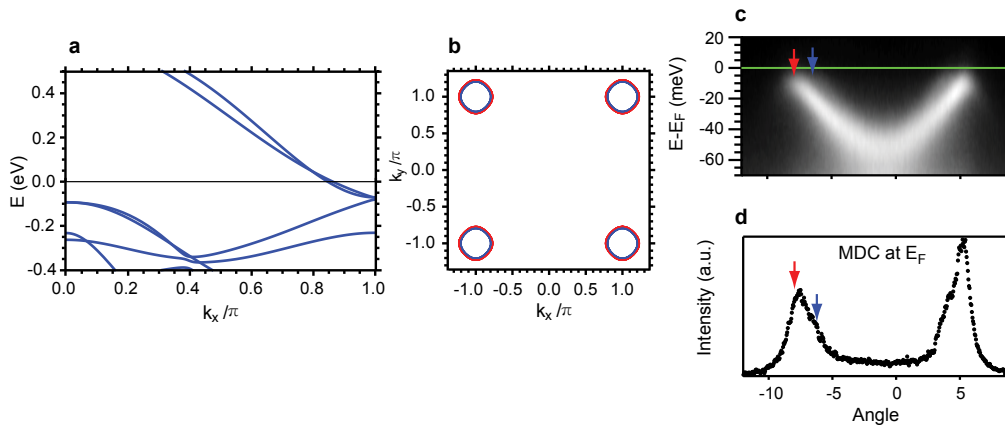 a
0.4
0.2
0.0
-0.2
-0.4
E (eV)
0.0
0.2
0.4
0.6
0.8
1.0
kx/π
b
1.0
0.5
0.0
-0.5
-1.0
ky/π
-1.0
-0.5
0.0
0.5
1.0
kx/π
c
20
0
-20
-40
-60
E-EF (meV)
d
MDC at EF
Intensity (a.u.)
-10
-5
0
5
Angle